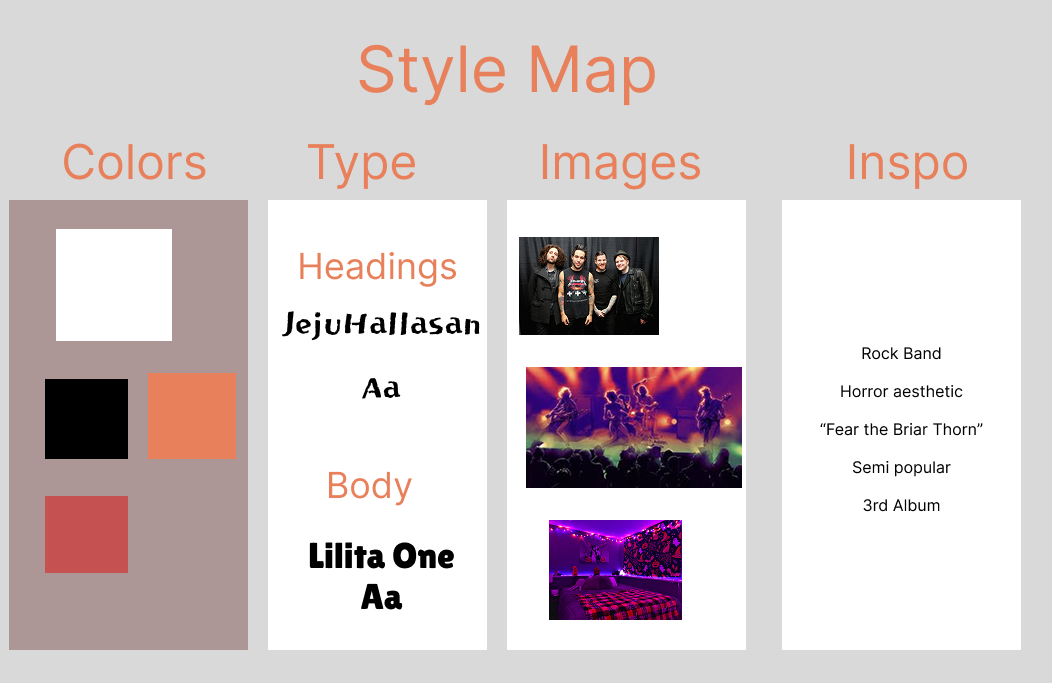 Style Map
Colors
Type
Images
Inspo
Headings
JejuHallasan
Aa
Body
Lilita One
Aa
Rock Band
Horror aesthetic
“Fear the Briar Thorn”
Semi popular
3rd Album